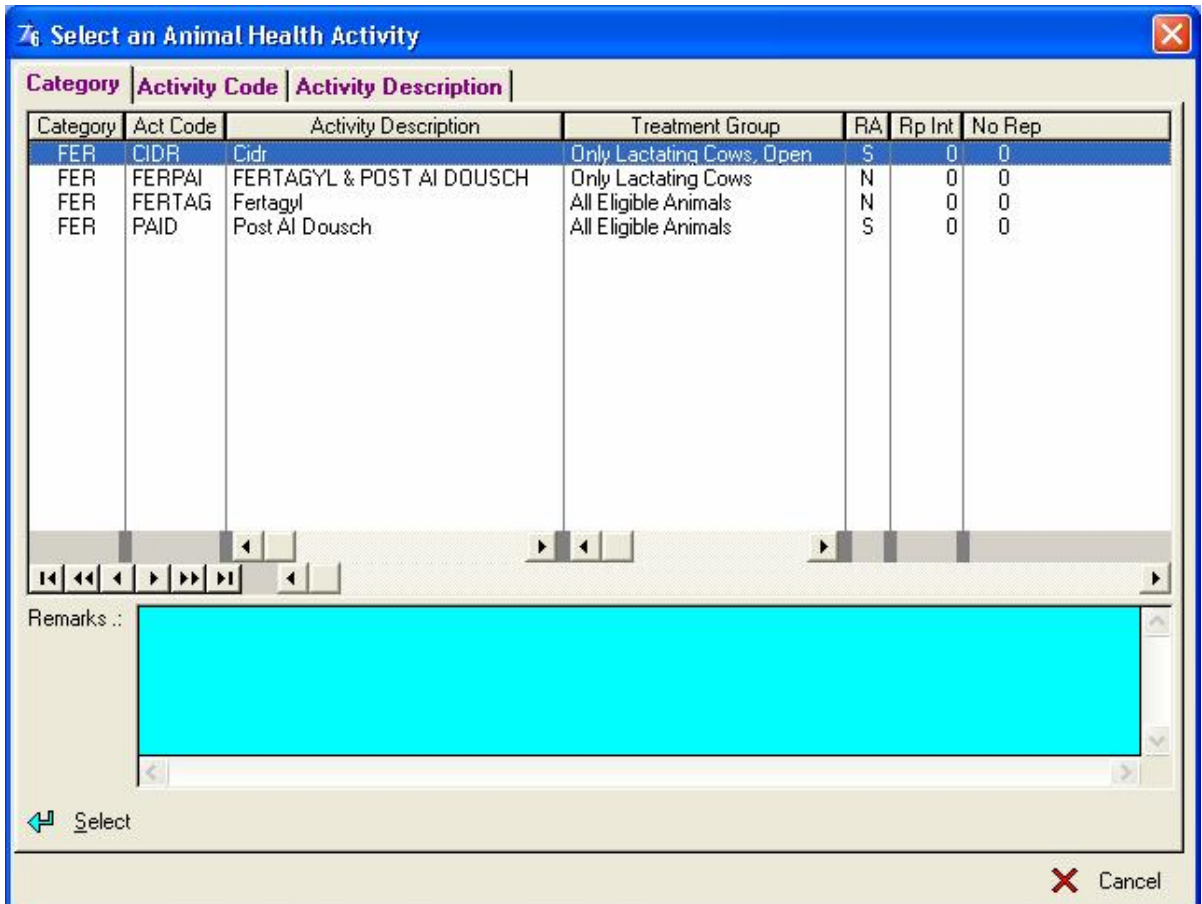 Select an Animal Health Activity
Category Activity Code Activity Description
Category Act Code Activity Description Treatment Group RA Rp Int No Rep
FER CIDR Cidr Only Lactating Cows, Open S 0 0
FER FERPAI FERTAGYL & POST AI DOUSCH Only Lactating Cows N 0 0
FER FERTAG Fertagyl All Eligible Animals N 0 0
FER PAID Post AI Dousch All Eligible Animals S 0 0
Remarks .:
Select
Cancel